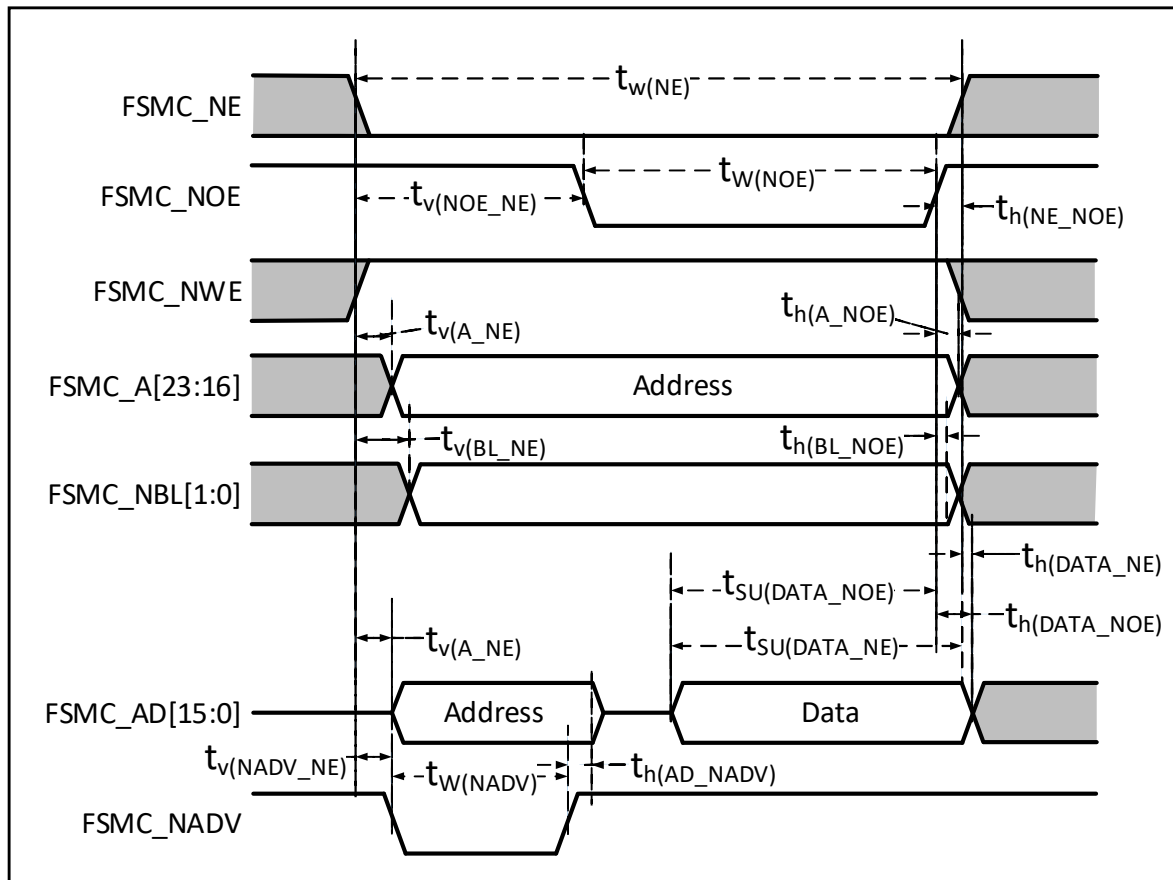 t_w(NE)
FSMC_NE
t_W(NOE)
FSMC_NOE
t_v(NOE_NE)
t_h(NE_NOE)
FSMC_NWE
t_v(A_NE)
t_h(A_NOE)
FSMC_A[23:16]
Address
t_v(BL_NE)
t_h(BL_NOE)
FSMC_NBL[1:0]
t_h(DATA_NE)
t_SU(DATA_NOE)
t_h(DATA_NOE)
t_v(A_NE)
t_SU(DATA_NE)
FSMC_AD[15:0]
Address
Data
t_v(NADV_NE)
t_W(NADV)
t_h(AD_NADV)
FSMC_NADV